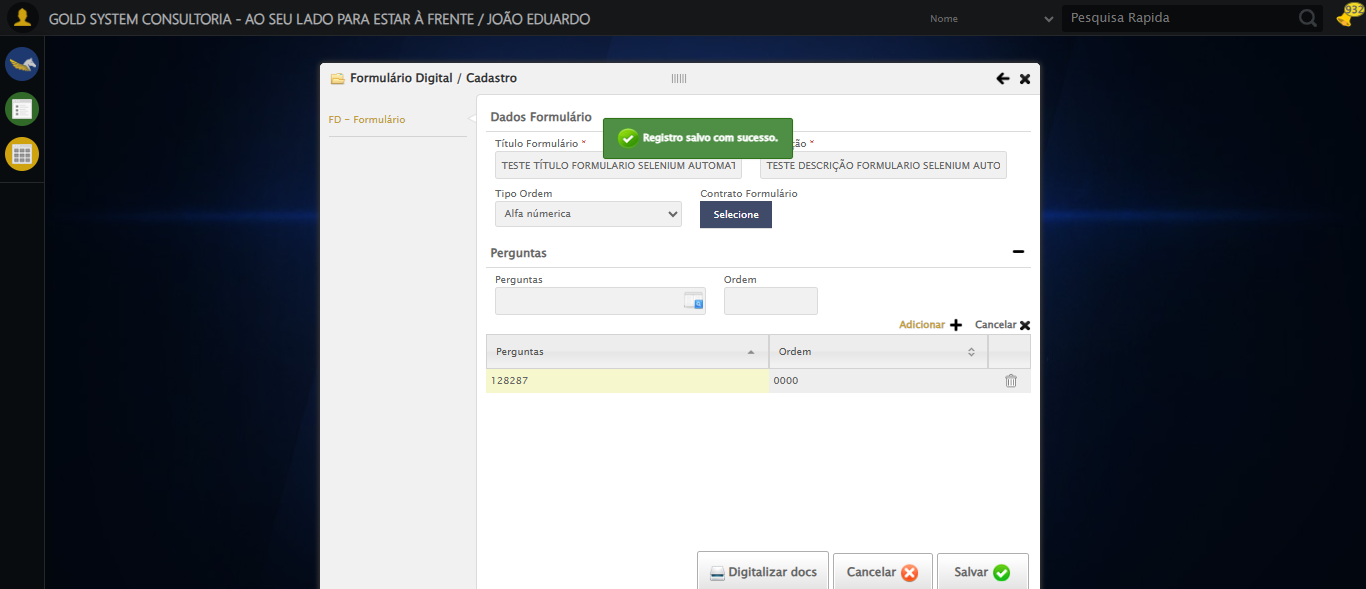 GOLD SYSTEM CONSULTORIA - AO SEU LADO PARA ESTAR À FRENTE / JOÃO EDUARDO
Nome
Pesquisa Rapida
932
Formulário Digital / Cadastro
FD - Formulário
Dados Formulário
Registro salvo com sucesso.
Título Formulário *
ção *
TESTE TÍTULO FORMULARIO SELENIUM AUTOMAT
TESTE DESCRIÇÃO FORMULARIO SELENIUM AUTO
Tipo Ordem
Contrato Formulário
Alfa númerica
Selecione
Perguntas
Perguntas
Ordem
Adicionar
Cancelar
Perguntas
Ordem
128287
0000
Digitalizar docs
Cancelar
Salvar